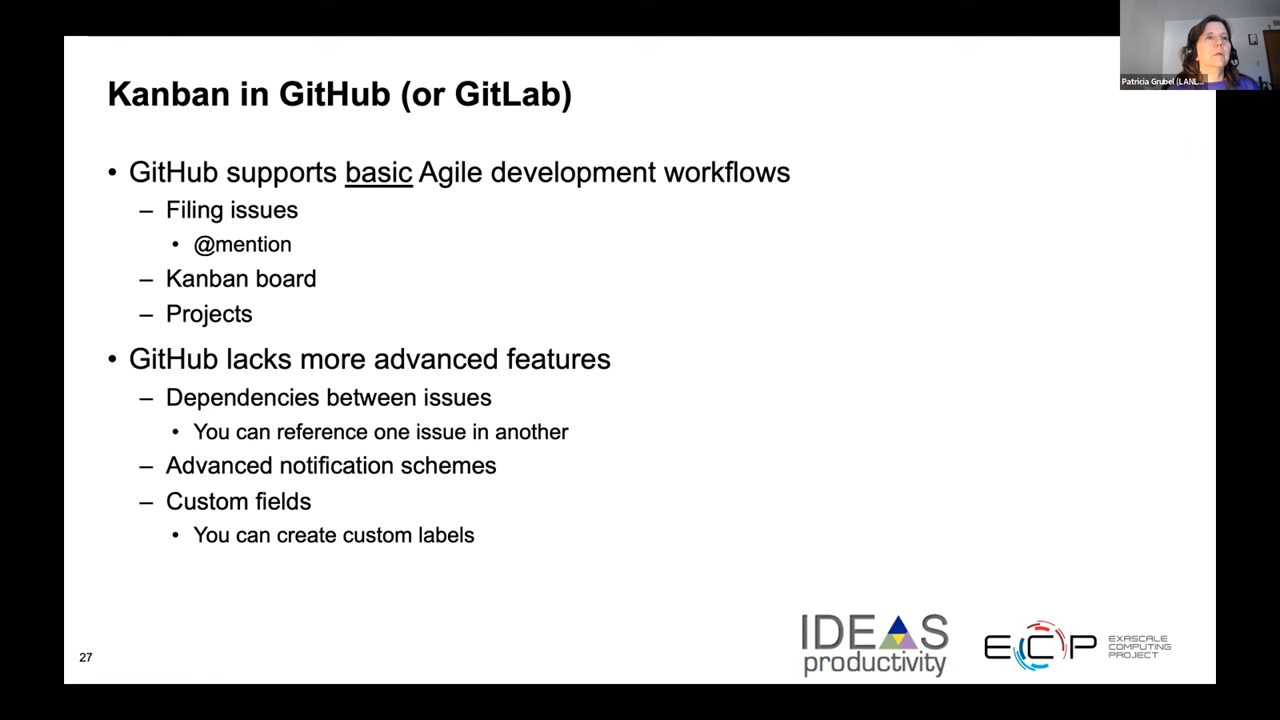 Kanban in GitHub (or GitLab)
• GitHub supports basic Agile development workflows
– Filing issues
• @mention
– Kanban board
– Projects
• GitHub lacks more advanced features
– Dependencies between issues
• You can reference one issue in another
– Advanced notification schemes
– Custom fields
• You can create custom labels
27
IDEAS
productivity
ECP
EXASCALE
COMPUTING
PROJECT
Patricia Grubel (LANL...